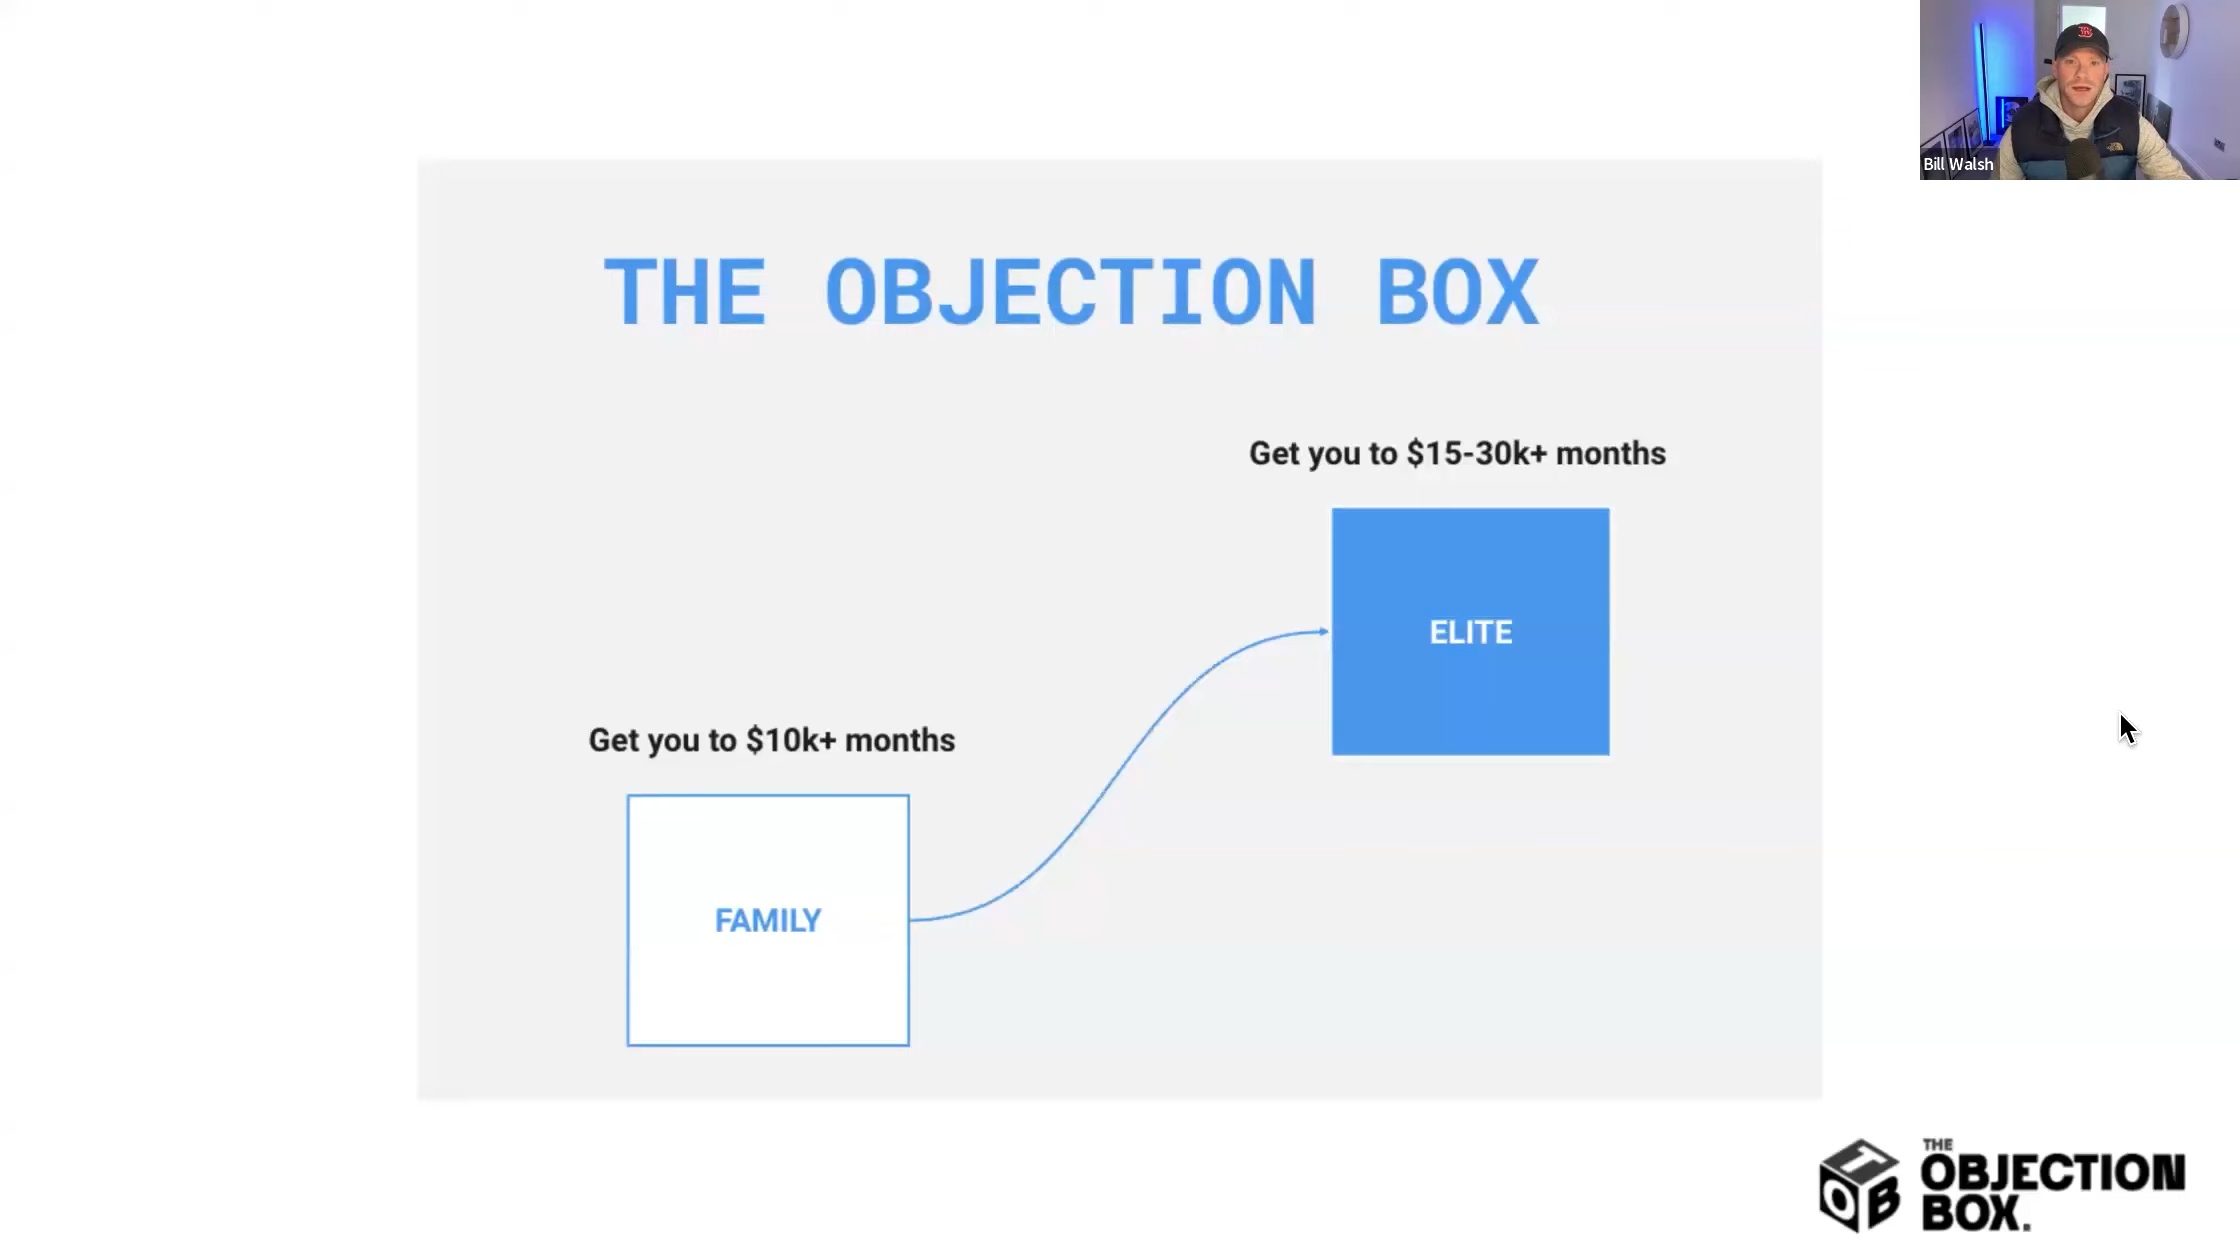 Bill Walsh
THE OBJECTION BOX
Get you to $15-30k+ months
ELITE
Get you to $10k+ months
FAMILY
TOB
THE
OBJECTION
BOX.